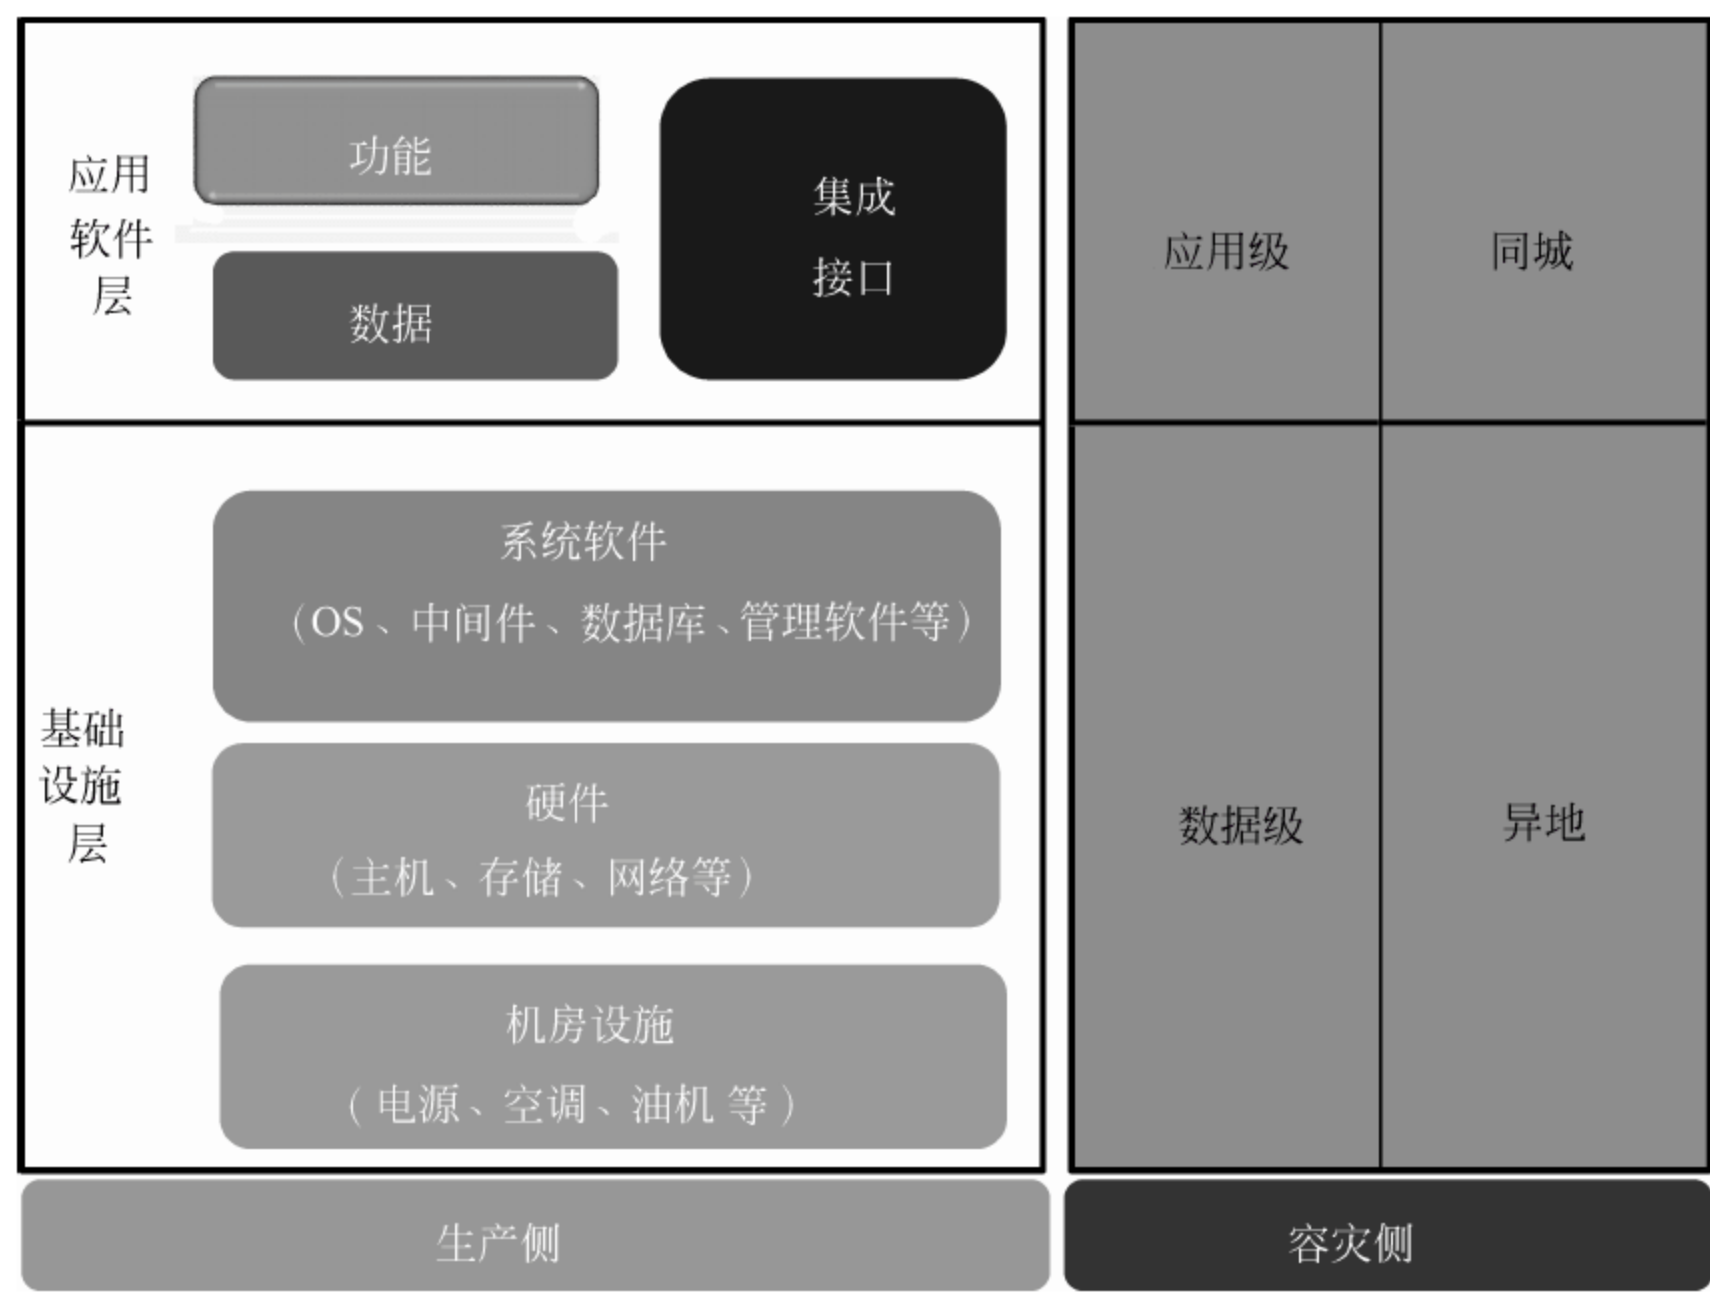 应用
软件
层
功能
数据
集成
接口
应用级
同城
基础
设施
层
系统软件
（OS、中间件、数据库、管理软件等）
硬件
（主机、存储、网络等）
机房设施
（电源、空调、油机 等）
数据级
异地
生产侧
容灾侧